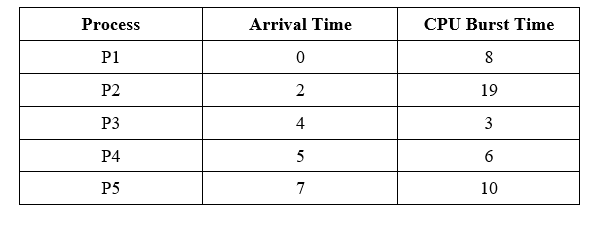 Process Arrival Time CPU Burst Time
P1 0 8
P2 2 19
P3 4 3
P4 5 6
P5 7 10